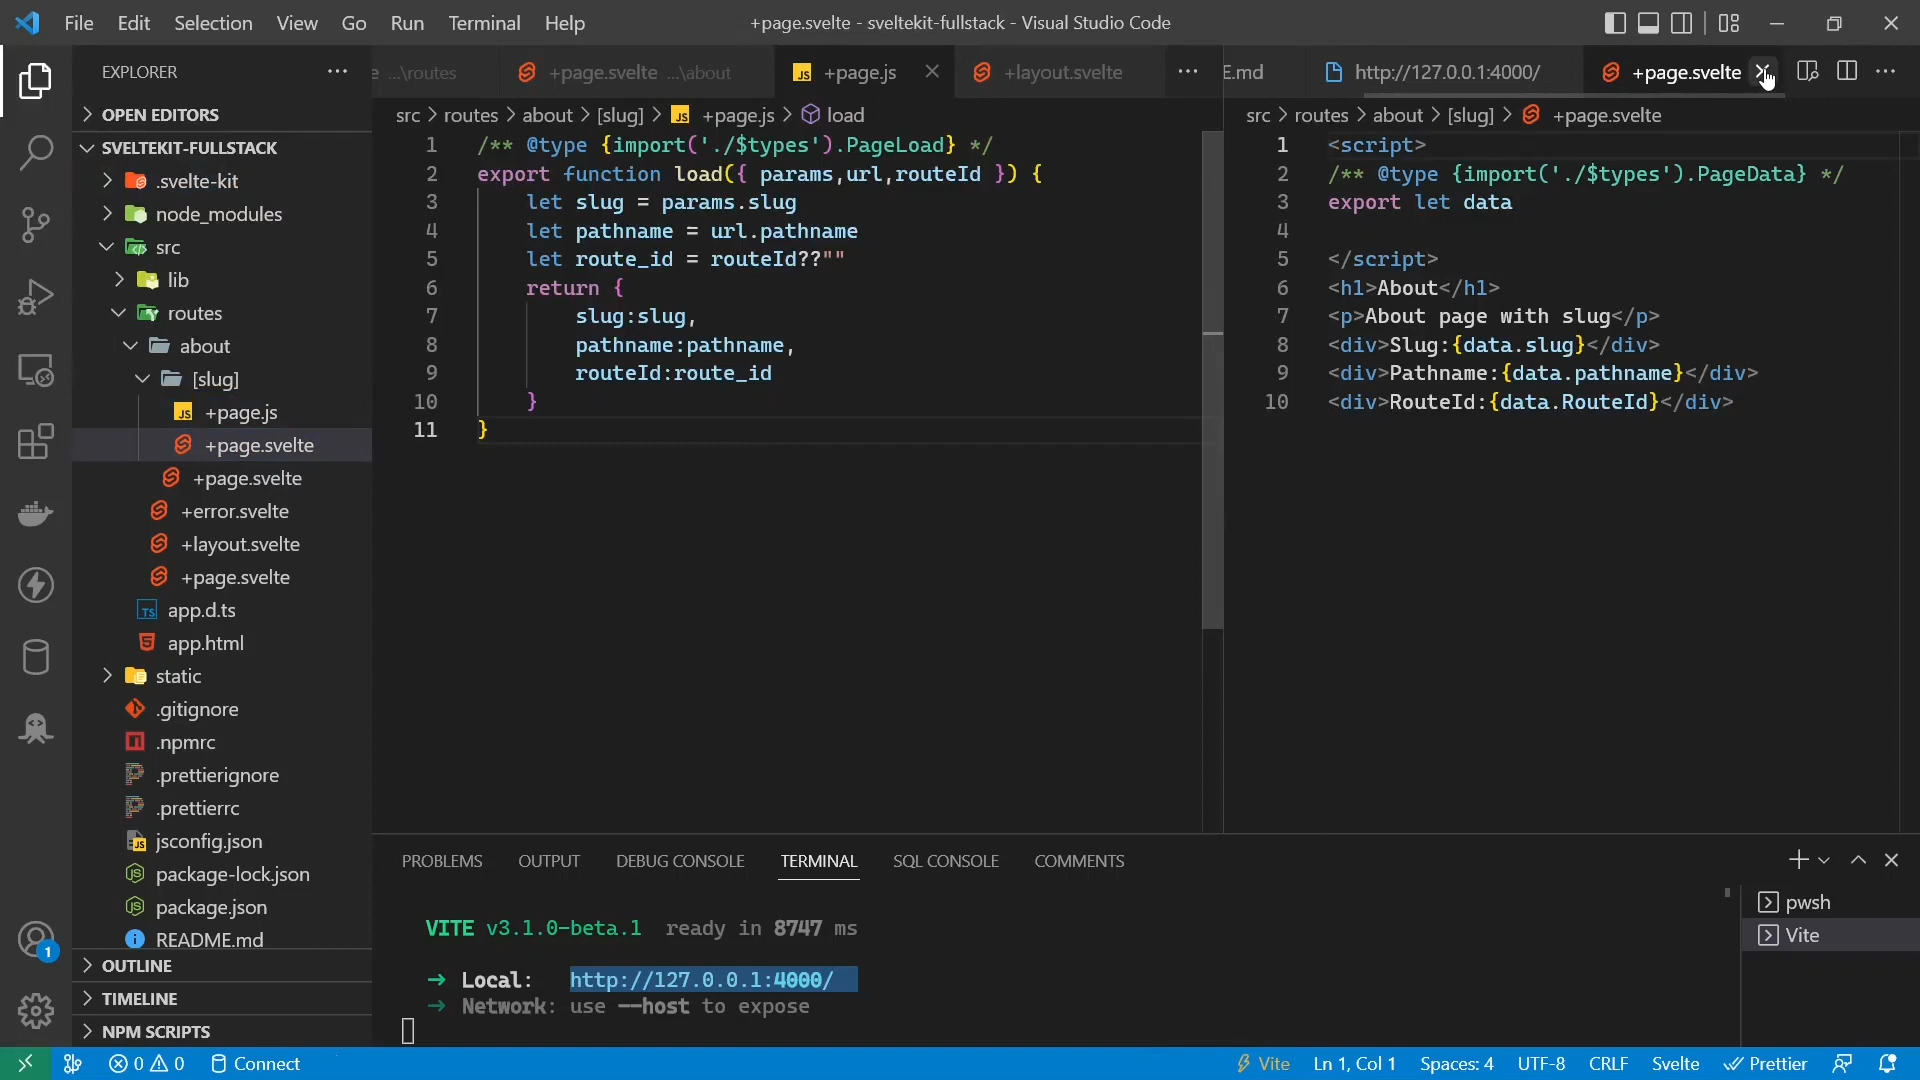 File Edit Selection View Go Run Terminal Help
+page.svelte - sveltekit-fullstack - Visual Studio Code
EXPLORER
OPEN EDITORS
SVELTEKIT-FULLSTACK
.svelte-kit
node_modules
src
lib
routes
about
[slug]
JS +page.js
+page.svelte
+page.svelte
+error.svelte
+layout.svelte
+page.svelte
TS app.d.ts
app.html
static
.gitignore
.npmrc
.prettierignore
.prettierrc
jsconfig.json
package-lock.json
package.json
README.md
OUTLINE
TIMELINE
NPM SCRIPTS
e ...\routes +page.svelte ...\about JS +page.js +layout.svelte
src > routes > about > [slug] > JS +page.js > load
1 /** @type {import('./$types').PageLoad} */
2 export function load({ params,url,routeId }) {
3 let slug = params.slug
4 let pathname = url.pathname
5 let route_id = routeId??""
6 return {
7 slug:slug,
8 pathname:pathname,
9 routeId:route_id
10 }
11 }
E.md http://127.0.0.1:4000/ +page.svelte
src > routes > about > [slug] > +page.svelte
1 <script>
2 /** @type {import('./$types').PageData} */
3 export let data
4
5 </script>
6 <h1>About</h1>
7 <p>About page with slug</p>
8 <div>Slug:{data.slug}</div>
9 <div>Pathname:{data.pathname}</div>
10 <div>RouteId:{data.RouteId}</div>
PROBLEMS OUTPUT DEBUG CONSOLE TERMINAL SQL CONSOLE COMMENTS
VITE v3.1.0-beta.1 ready in 8747 ms
→ Local: http://127.0.0.1:4000/
→ Network: use --host to expose
pwsh
Vite
1
0 0 Connect
Vite Ln 1, Col 1 Spaces: 4 UTF-8 CRLF Svelte Prettier